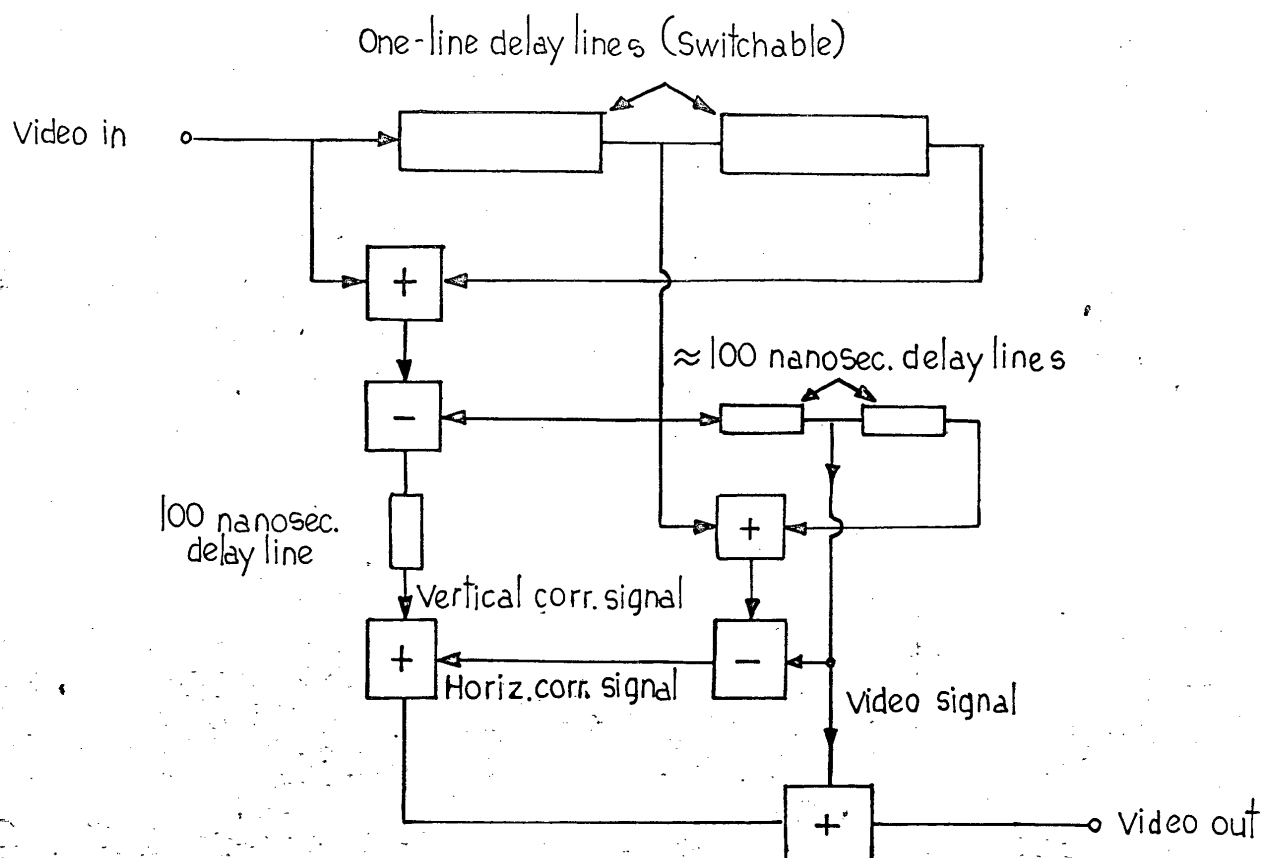 One-line delay lines (Switchable)
Video in
+
≈100 nanosec. delay lines
−
100 nanosec.
delay line
+
Vertical corr. signal
+
−
Horiz. corr. signal
Video signal
+
Video out